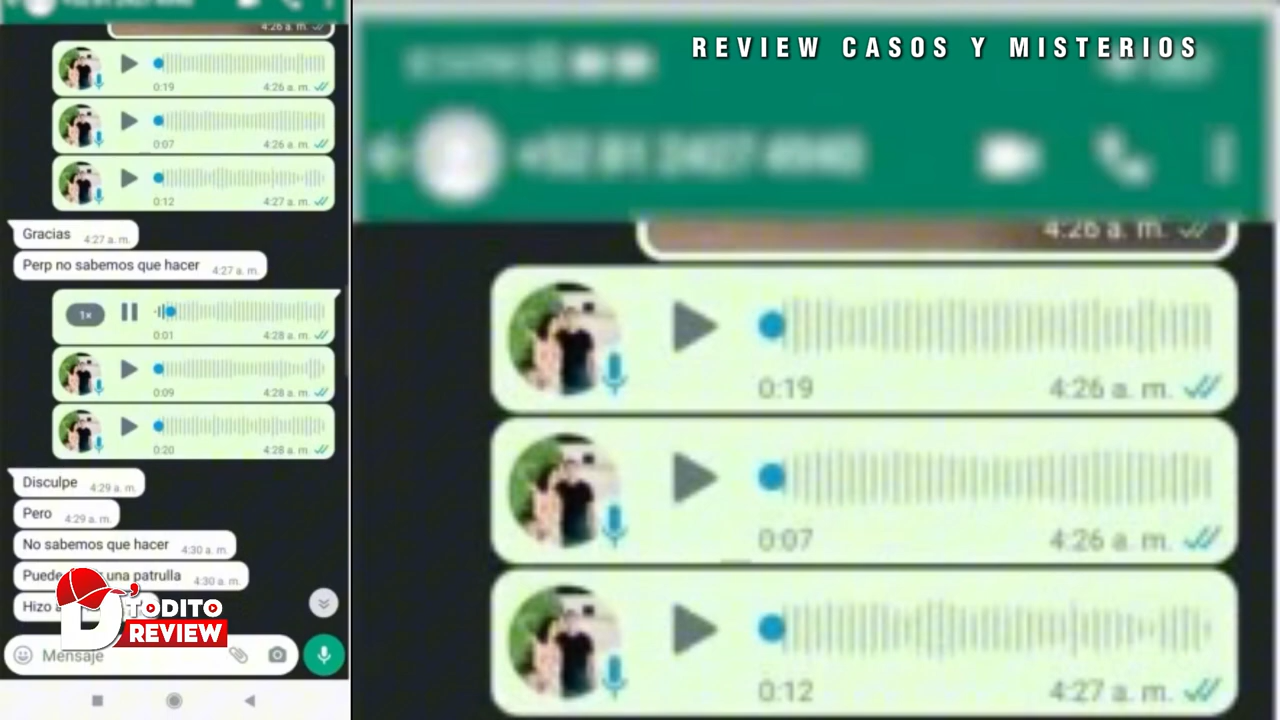 4:26 a. m.
0:19 4:26 a. m.
0:07 4:26 a. m.
0:12 4:27 a. m.
Gracias 4:27 a. m.
Perp no sabemos que hacer 4:27 a. m.
1x
0:01 4:28 a. m.
0:09 4:28 a. m.
0:20 4:28 a. m.
Disculpe 4:29 a. m.
Pero 4:29 a. m.
No sabemos que hacer 4:30 a. m.
Puede una patrulla 4:30 a. m.
Hizo
D'TODITO
REVIEW
Mensaje
REVIEW CASOS Y MISTERIOS
4:26 a. m.
0:19 4:26 a. m.
0:07 4:26 a. m.
0:12 4:27 a. m.